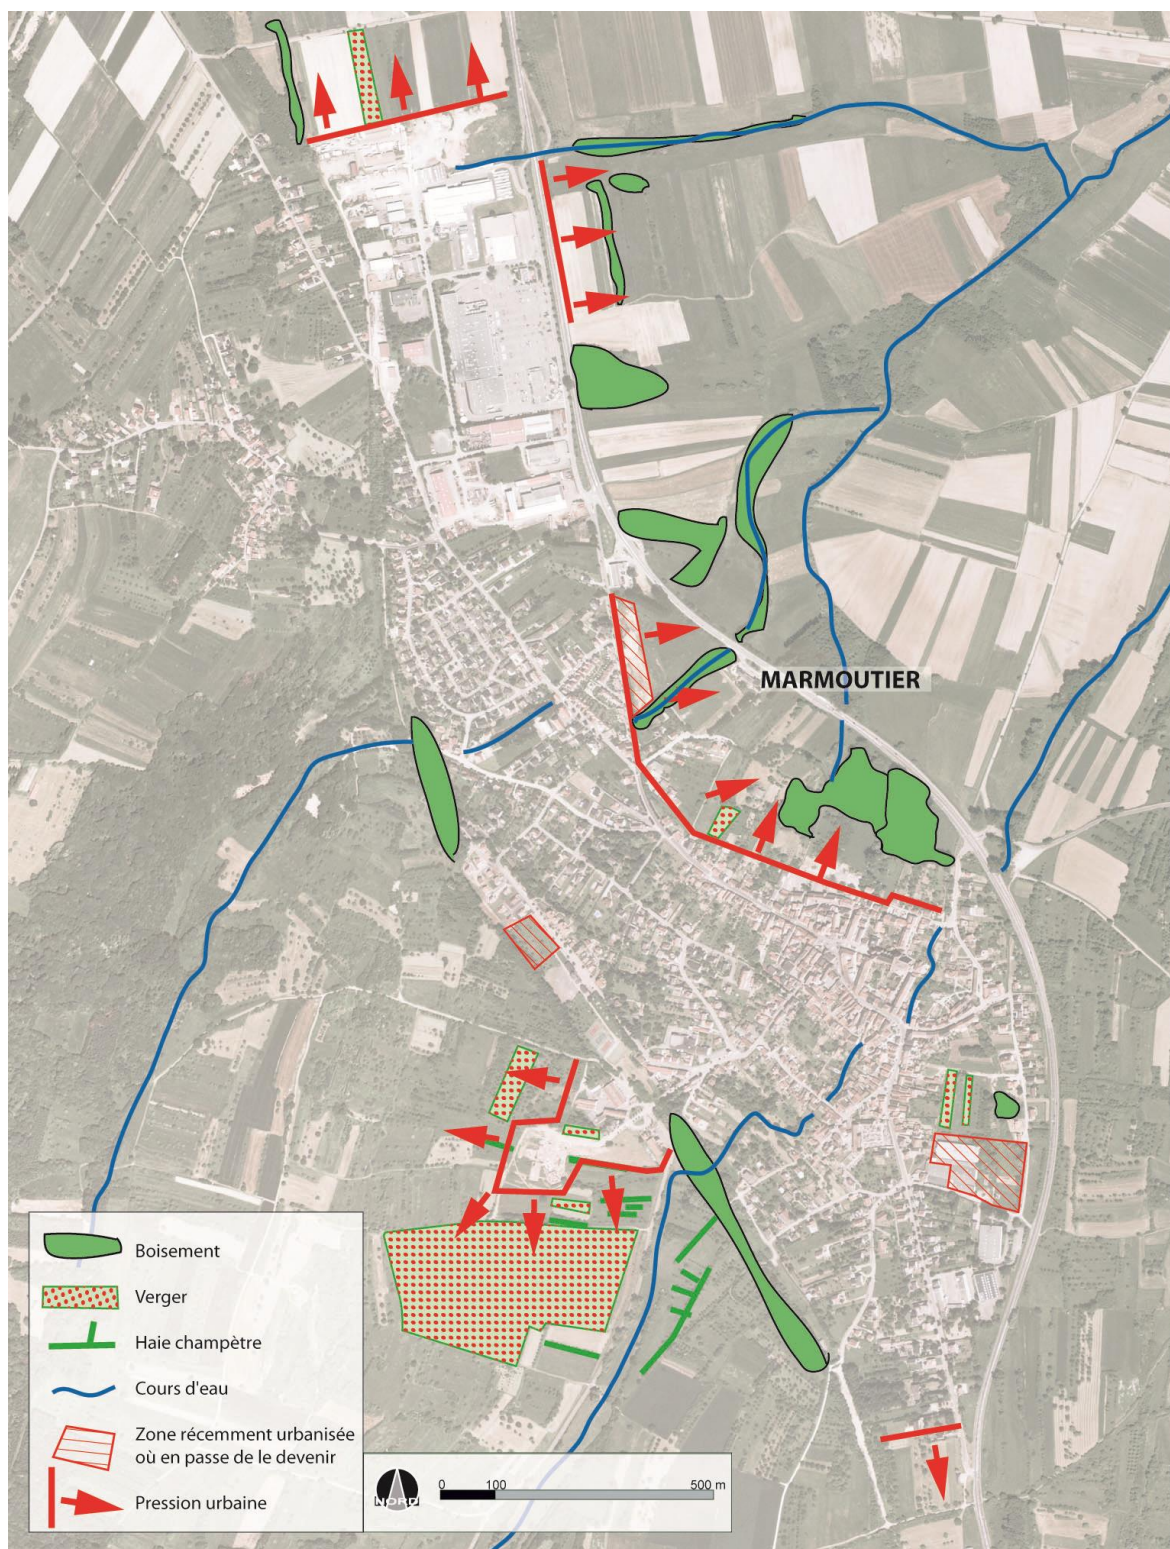 MARMOUTIER
Boisement
Verger
Haie champètre
Cours d'eau
Zone récemment urbanisée
où en passe de le devenir
Pression urbaine
NORD
0 100 500 m